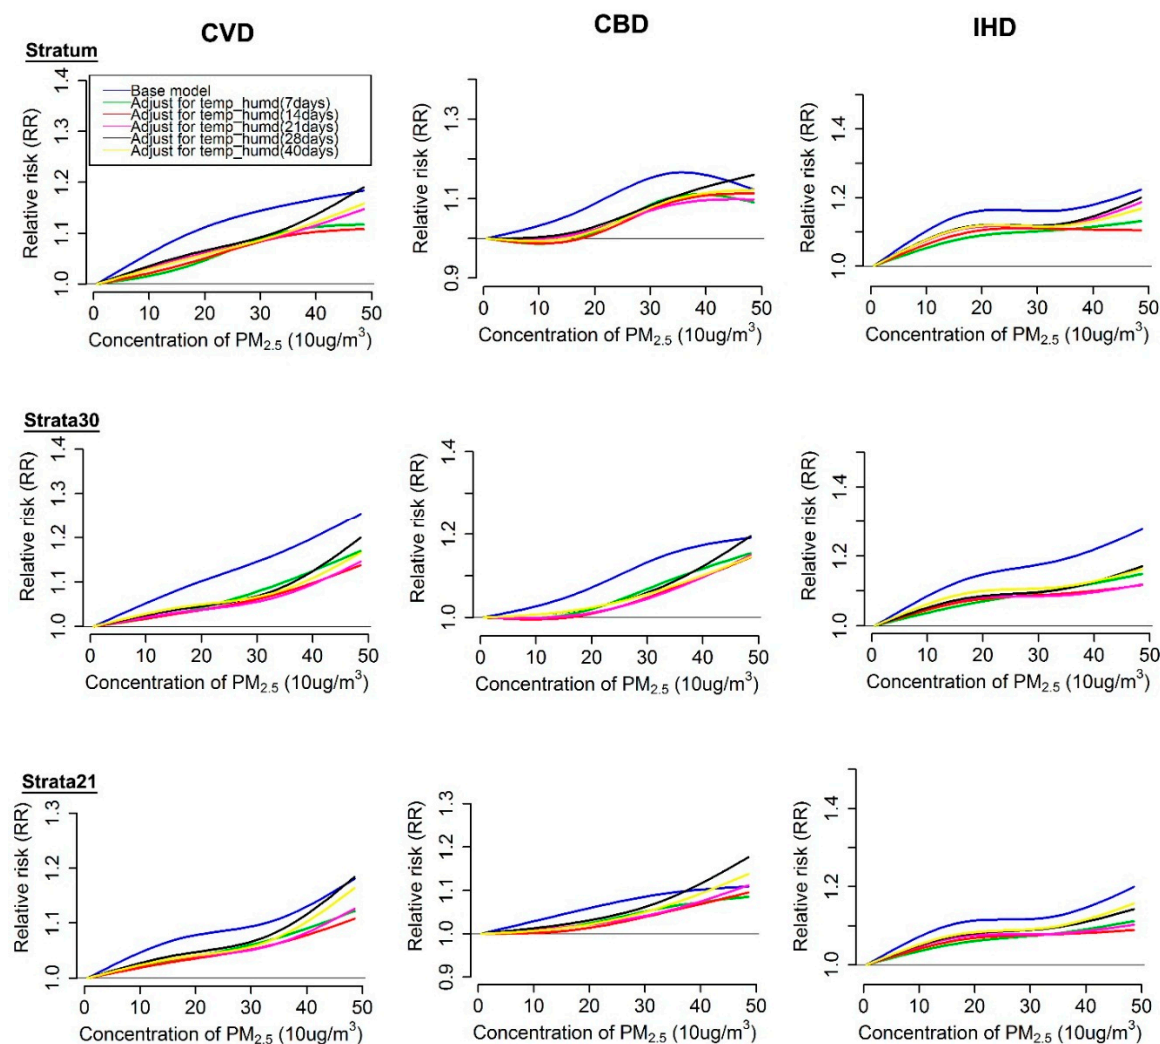 CVD
CBD
IHD
Stratum
Relative risk (RR)
1.0 1.1 1.2 1.3 1.4
Base model
Adjust for temp_humd(7days)
Adjust for temp_humd(14days)
Adjust for temp_humd(21days)
Adjust for temp_humd(28days)
Adjust for temp_humd(40days)
0 10 20 30 40 50
Concentration of PM2.5 (10ug/m³)
Relative risk (RR)
0.9 1.0 1.1 1.3
0 10 20 30 40 50
Concentration of PM2.5 (10ug/m³)
Relative risk (RR)
1.0 1.2 1.4
0 10 20 30 40 50
Concentration of PM2.5 (10ug/m³)
Strata30
Relative risk (RR)
1.0 1.1 1.2 1.3 1.4
0 10 20 30 40 50
Concentration of PM2.5 (10ug/m³)
Relative risk (RR)
1.0 1.2 1.4
0 10 20 30 40 50
Concentration of PM2.5 (10ug/m³)
Relative risk (RR)
1.0 1.2 1.4
0 10 20 30 40 50
Concentration of PM2.5 (10ug/m³)
Strata21
Relative risk (RR)
1.0 1.1 1.2 1.3
0 10 20 30 40 50
Concentration of PM2.5 (10ug/m³)
Relative risk (RR)
0.9 1.0 1.1 1.2 1.3
0 10 20 30 40 50
Concentration of PM2.5 (10ug/m³)
Relative risk (RR)
1.0 1.2 1.4
0 10 20 30 40 50
Concentration of PM2.5 (10ug/m³)